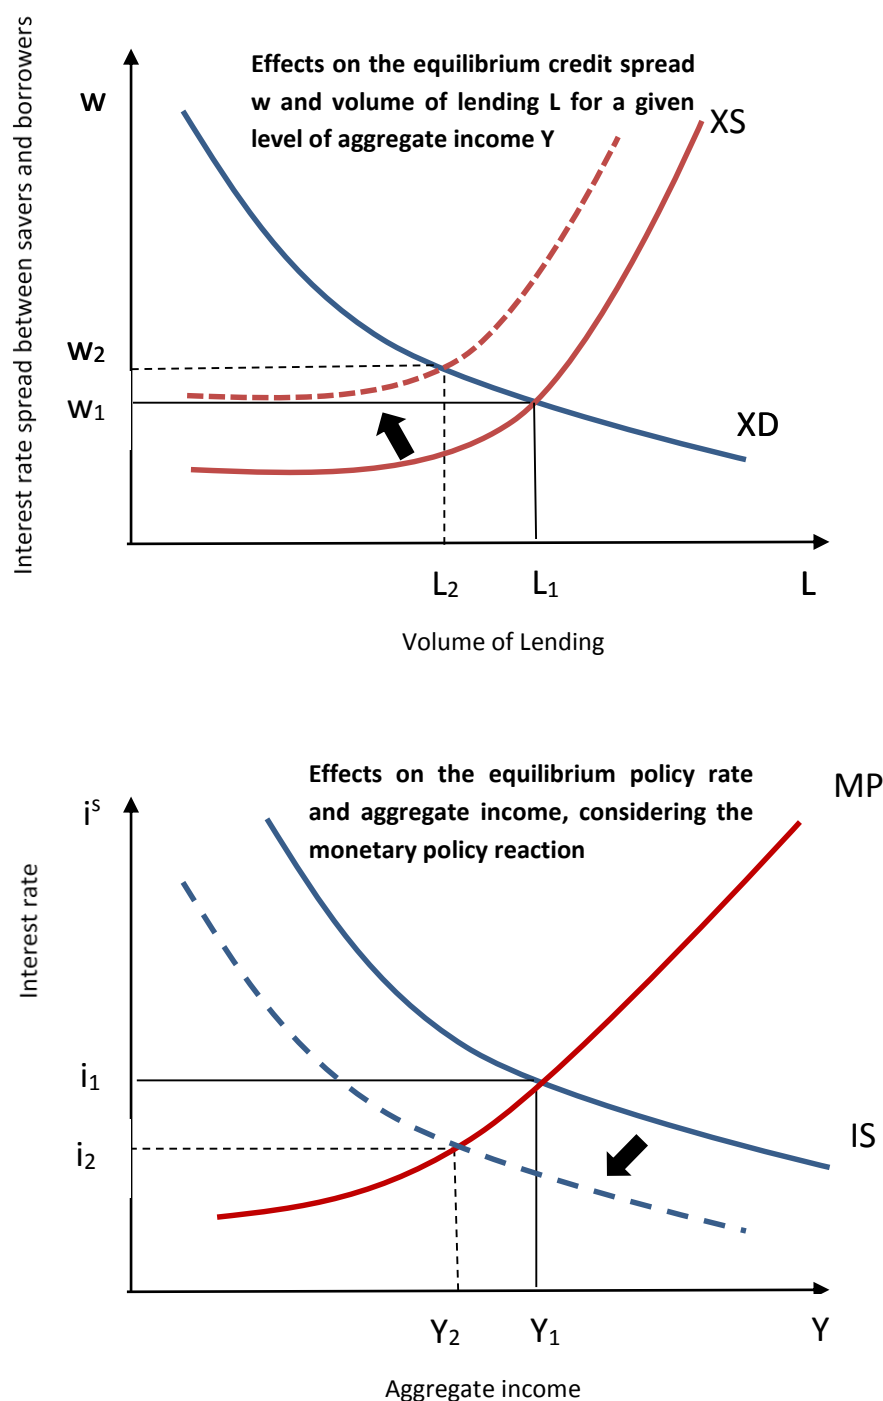 Interest rate spread between savers and borrowers
w
Effects on the equilibrium credit spread
w and volume of lending L for a given
level of aggregate income Y
XS
w2
w1
XD
L2
L1
L
Volume of Lending
Effects on the equilibrium policy rate
and aggregate income, considering the
monetary policy reaction
MP
is
Interest rate
i1
i2
IS
Y2
Y1
Y
Aggregate income